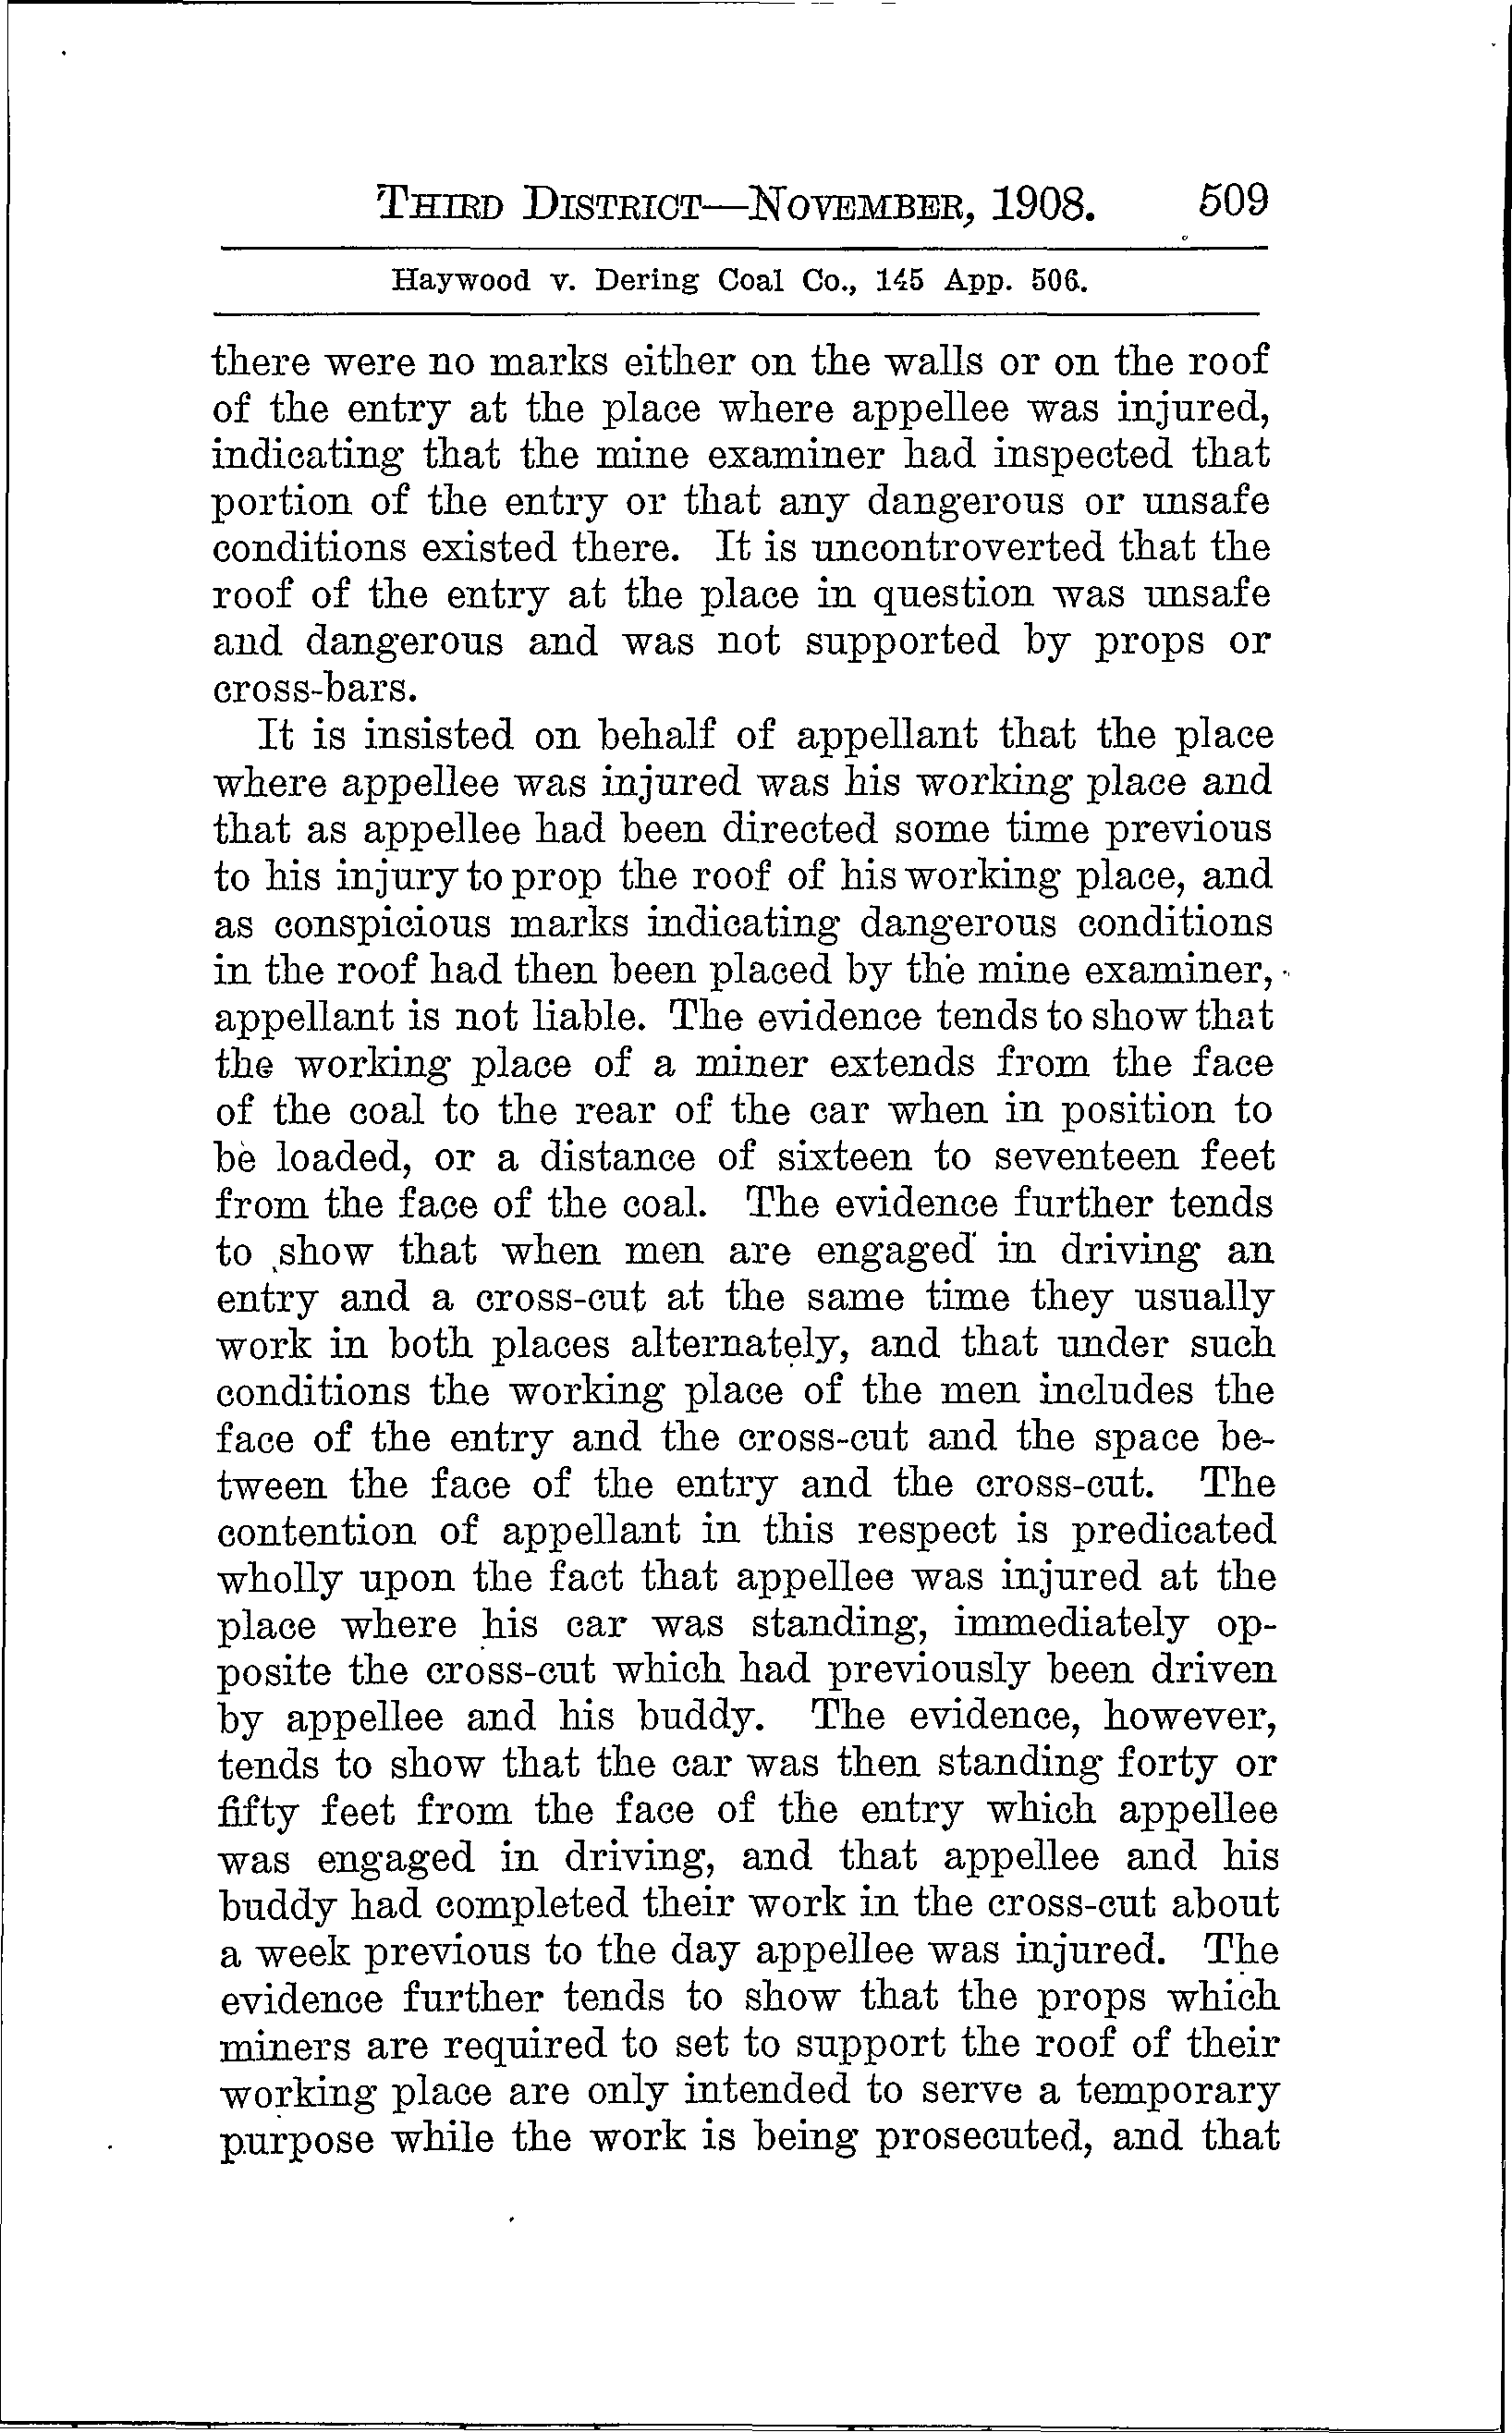 THIRD DISTRICT—NOVEMBER, 1908. 509
Haywood v. Dering Coal Co., 145 App. 506.
there were no marks either on the walls or on the roof
of the entry at the place where appellee was injured,
indicating that the mine examiner had inspected that
portion of the entry or that any dangerous or unsafe
conditions existed there. It is uncontroverted that the
roof of the entry at the place in question was unsafe
and dangerous and was not supported by props or
cross-bars.
It is insisted on behalf of appellant that the place
where appellee was injured was his working place and
that as appellee had been directed some time previous
to his injury to prop the roof of his working place, and
as conspicious marks indicating dangerous conditions
in the roof had then been placed by the mine examiner,
appellant is not liable. The evidence tends to show that
the working place of a miner extends from the face
of the coal to the rear of the car when in position to
be loaded, or a distance of sixteen to seventeen feet
from the face of the coal. The evidence further tends
to show that when men are engaged in driving an
entry and a cross-cut at the same time they usually
work in both places alternately, and that under such
conditions the working place of the men includes the
face of the entry and the cross-cut and the space be-
tween the face of the entry and the cross-cut. The
contention of appellant in this respect is predicated
wholly upon the fact that appellee was injured at the
place where his car was standing, immediately op-
posite the cross-cut which had previously been driven
by appellee and his buddy. The evidence, however,
tends to show that the car was then standing forty or
fifty feet from the face of the entry which appellee
was engaged in driving, and that appellee and his
buddy had completed their work in the cross-cut about
a week previous to the day appellee was injured. The
evidence further tends to show that the props which
miners are required to set to support the roof of their
working place are only intended to serve a temporary
purpose while the work is being prosecuted, and that